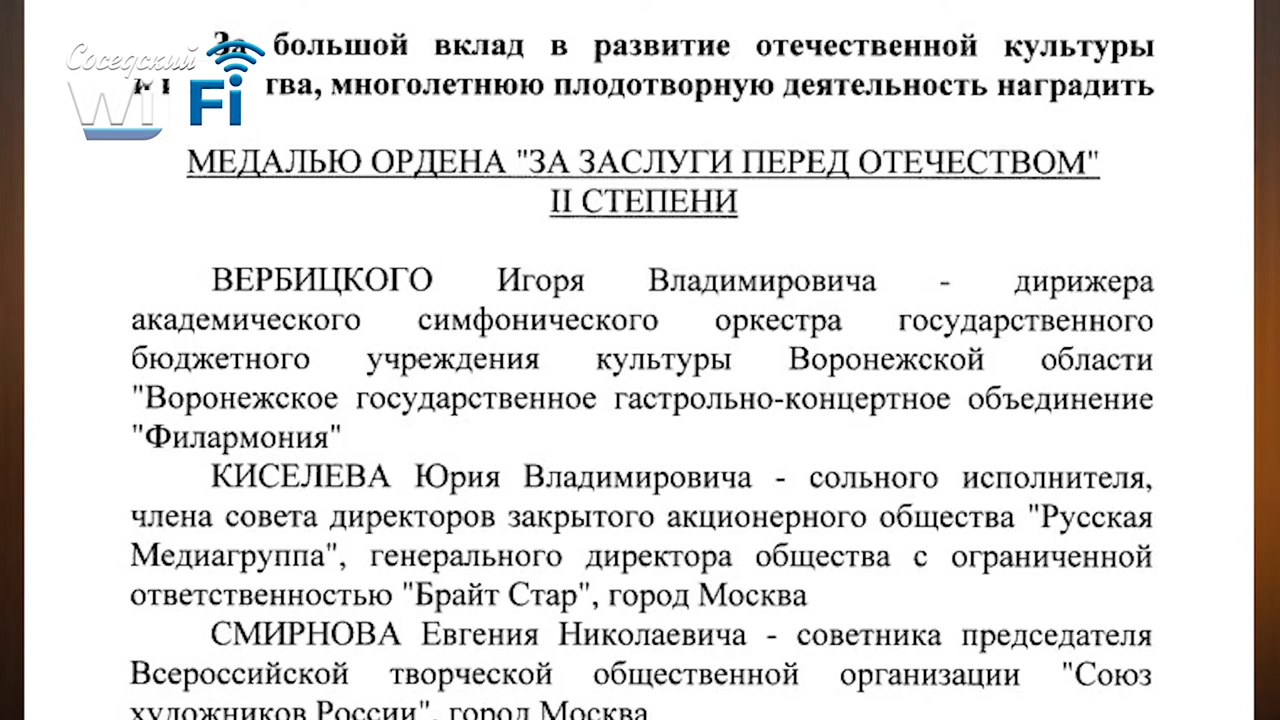 Соседский
Wi Fi
За большой вклад в развитие отечественной культуры
многолетнюю плодотворную деятельность наградить
МЕДАЛЬЮ ОРДЕНА "ЗА ЗАСЛУГИ ПЕРЕД ОТЕЧЕСТВОМ"
II СТЕПЕНИ
ВЕРБИЦКОГО Игоря Владимировича - дирижера
академического симфонического оркестра государственного
бюджетного учреждения культуры Воронежской области
"Воронежское государственное гастрольно-концертное объединение
"Филармония"
КИСЕЛЕВА Юрия Владимировича - сольного исполнителя,
члена совета директоров закрытого акционерного общества "Русская
Медиагруппа", генерального директора общества с ограниченной
ответственностью "Брайт Стар", город Москва
СМИРНОВА Евгения Николаевича - советника председателя
Всероссийской творческой общественной организации "Союз
художников России", город Москва